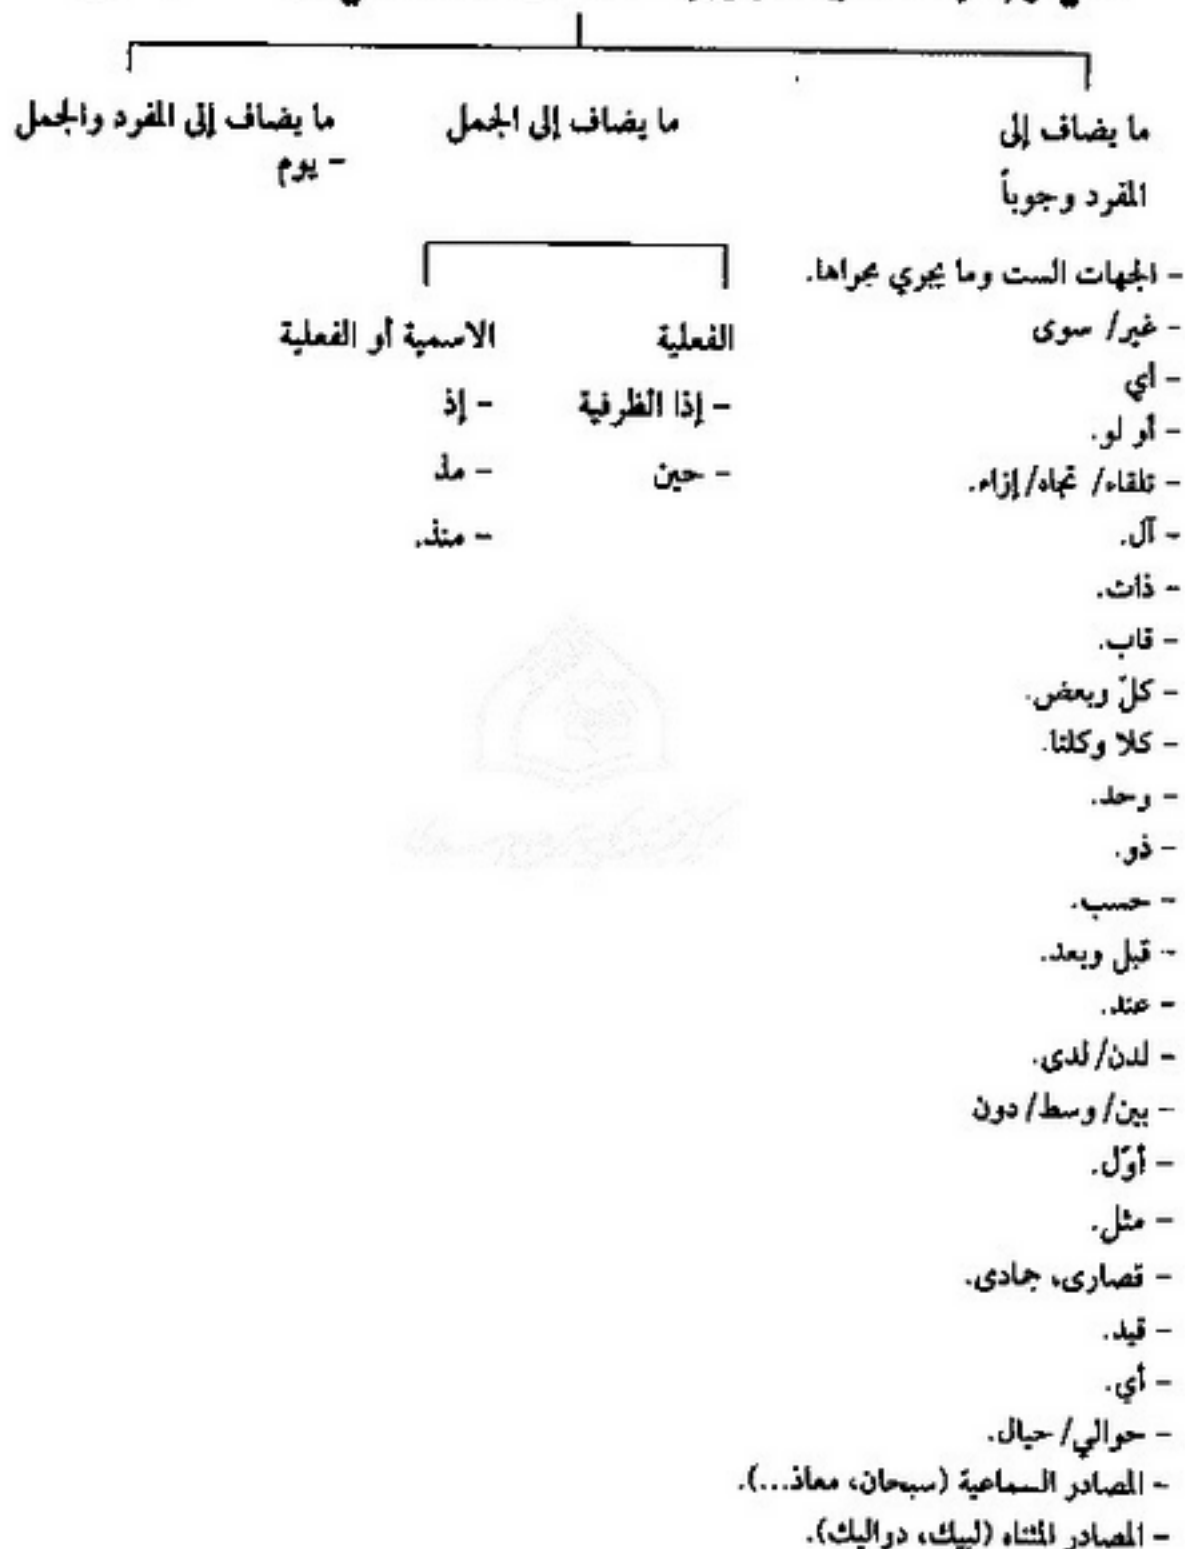 ما يضاف إلى
المفرد وجوباً
- الجهات الست وما يجري مجراها.
- غير/ سوى
- اي
- أو لو.
- تلقاء/ تجاه/ إزاء.
- آل.
- ذات.
- قاب.
- كلّ وبعض.
- كلا وكلتا.
- وحد.
- ذو.
- حسب.
- قبل وبعد.
- عند.
- لدن/ لدى.
- بين/ وسط/ دون
- أوّل.
- مثل.
- قصارى، جمادى.
- قيد.
- أي.
- حوالي/ حيال.
- المصادر السماعية (سبحان، معاذ...).
- المصادر المثناه (لبيك، دواليك).
ما يضاف إلى الجمل
الفعلية
- إذا الظرفية
- حين
الاسمية أو الفعلية
- إذ
- مذ
- منذ.
ما يضاف إلى المفرد والجمل
- يوم